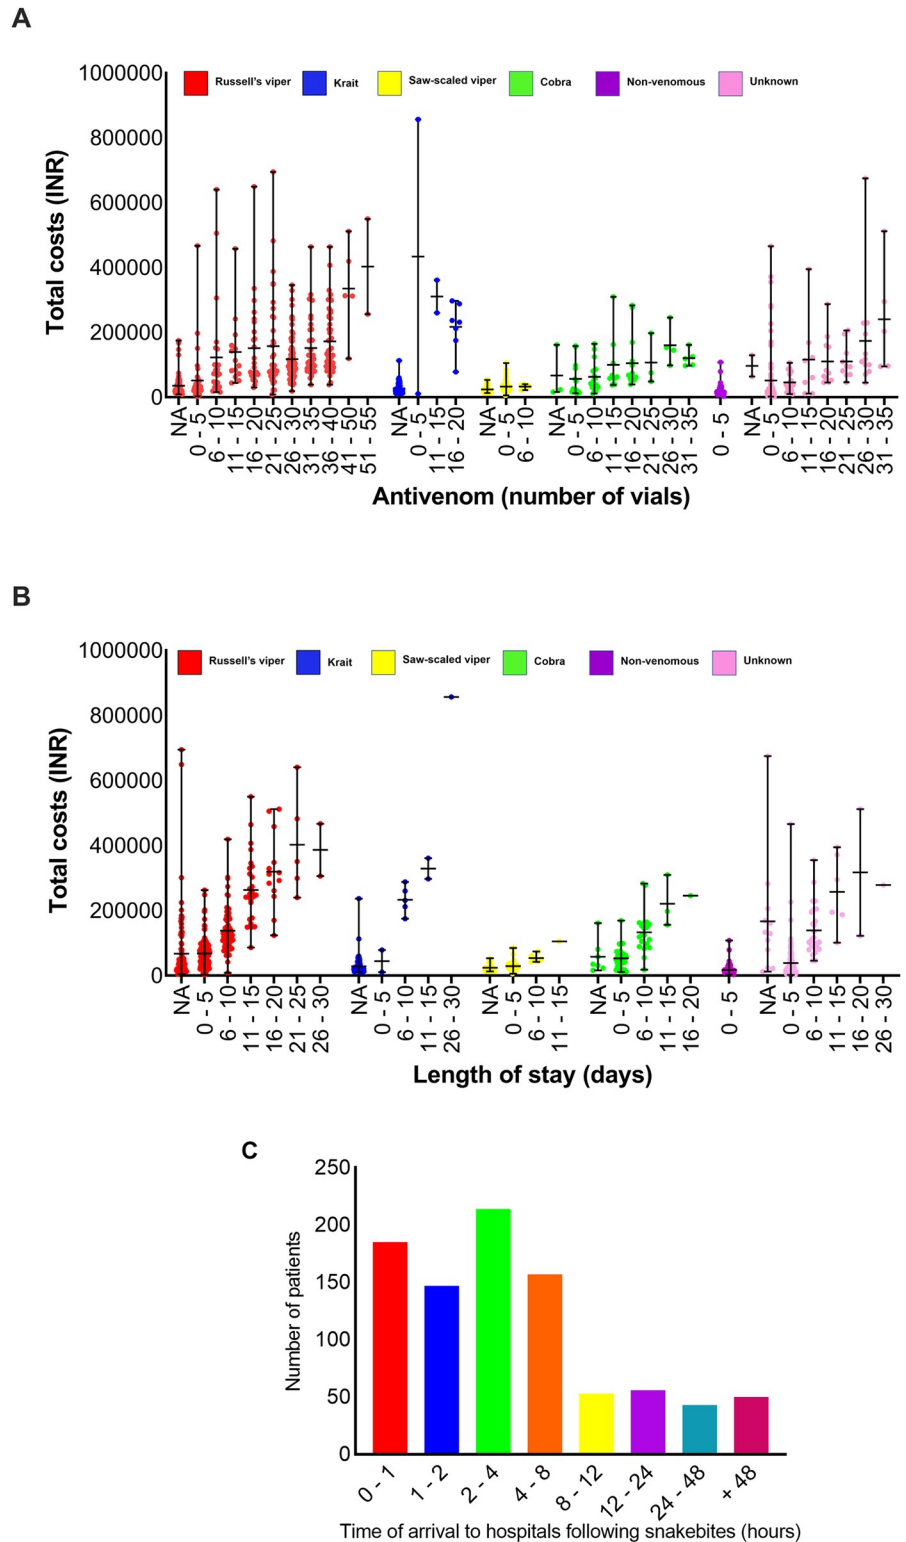 A
Total costs (INR)
1000000
800000
600000
400000
200000
0
Russell's viper
Krait
Saw-scaled viper
Cobra
Non-venomous
Unknown
NA
0 - 5
6 - 10
11 - 15
16 - 20
21 - 25
26 - 30
31 - 35
36 - 40
41 - 50
51 - 55
NA
0 - 5
11 - 15
16 - 20
NA
0 - 5
6 - 10
NA
0 - 5
6 - 10
11 - 15
16 - 20
21 - 25
26 - 30
31 - 35
0 - 5
NA
0 - 5
6 - 10
11 - 15
16 - 20
21 - 25
26 - 30
31 - 35
Antivenom (number of vials)
B
Total costs (INR)
1000000
800000
600000
400000
200000
0
Russell's viper
Krait
Saw-scaled viper
Cobra
Non-venomous
Unknown
NA
0 - 5
6 - 10
11 - 15
16 - 20
21 - 25
26 - 30
NA
0 - 5
6 - 10
11 - 15
26 - 30
NA
0 - 5
6 - 10
11 - 15
NA
0 - 5
6 - 10
11 - 15
16 - 20
0 - 5
NA
0 - 5
6 - 10
11 - 15
16 - 20
26 - 30
Length of stay (days)
C
Number of patients
250
200
150
100
50
0
0 - 1
1 - 2
2 - 4
4 - 8
8 - 12
12 - 24
24 - 48
+ 48
Time of arrival to hospitals following snakebites (hours)